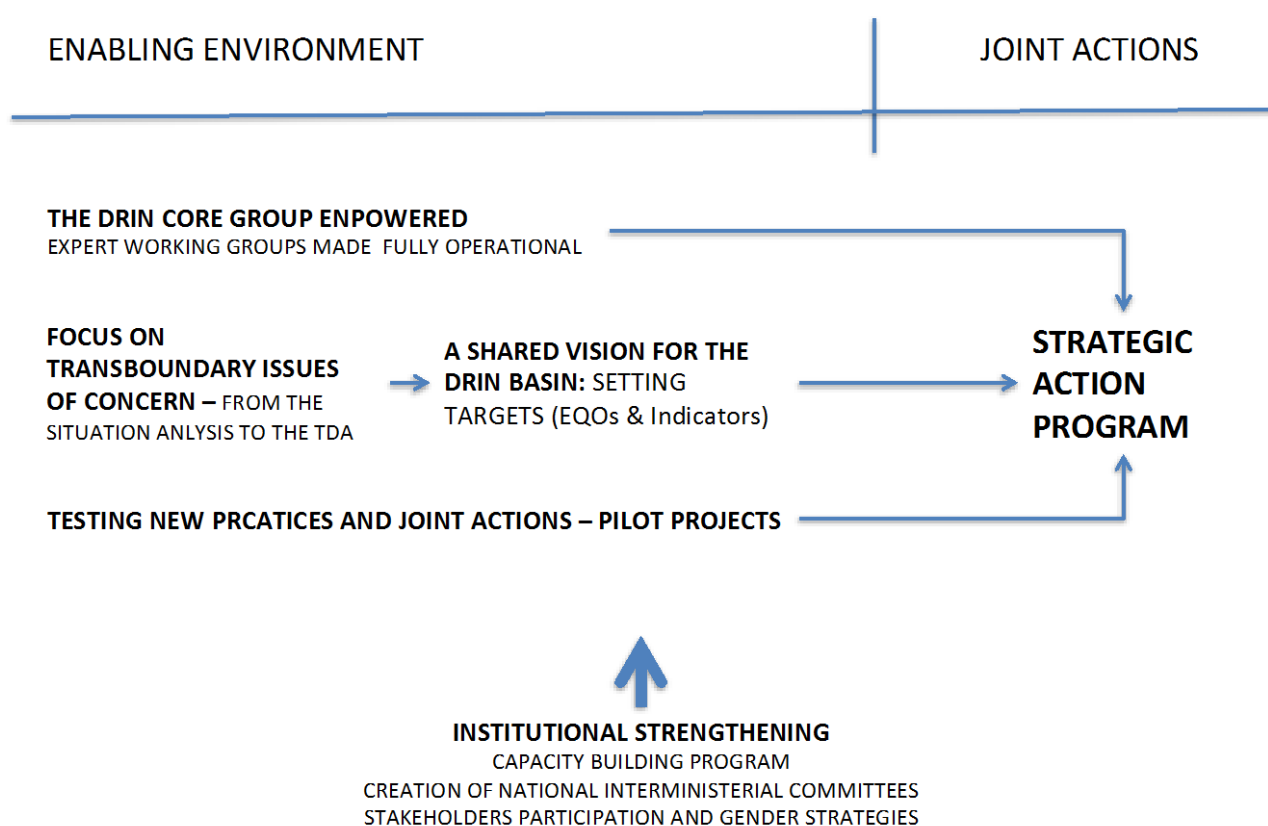 ENABLING ENVIRONMENT
JOINT ACTIONS
THE DRIN CORE GROUP ENPOWERED
EXPERT WORKING GROUPS MADE FULLY OPERATIONAL
FOCUS ON
TRANSBOUNDARY ISSUES
OF CONCERN – FROM THE
SITUATION ANLYSIS TO THE TDA
A SHARED VISION FOR THE
DRIN BASIN: SETTING
TARGETS (EQOs & Indicators)
STRATEGIC
ACTION
PROGRAM
TESTING NEW PRCATICES AND JOINT ACTIONS – PILOT PROJECTS
INSTITUTIONAL STRENGTHENING
CAPACITY BUILDING PROGRAM
CREATION OF NATIONAL INTERMINISTERIAL COMMITTEES
STAKEHOLDERS PARTICIPATION AND GENDER STRATEGIES